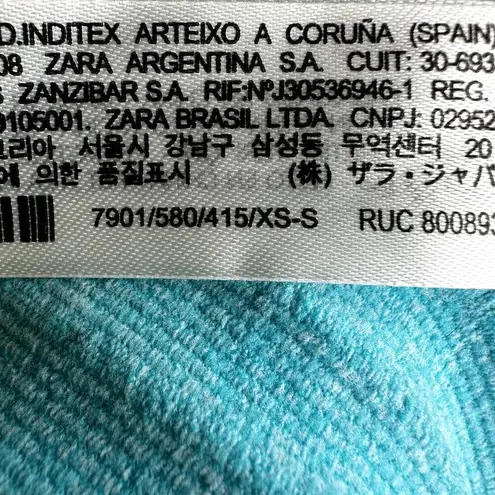 D.INDITEX ARTEIXO A CORUÑA (SPAIN)
08 ZARA ARGENTINA S.A. CUIT: 30-693
ZANZIBAR S.A. RIF:NºJ30536946-1 REG.
0105001. ZARA BRASIL LTDA. CNPJ: 02952
코리아 서울시 강남구 삼성동 무역센터 20
에 의한 품질표시 (株) ザラ・ジャパ
7901/580/415/XS-S RUC 800893